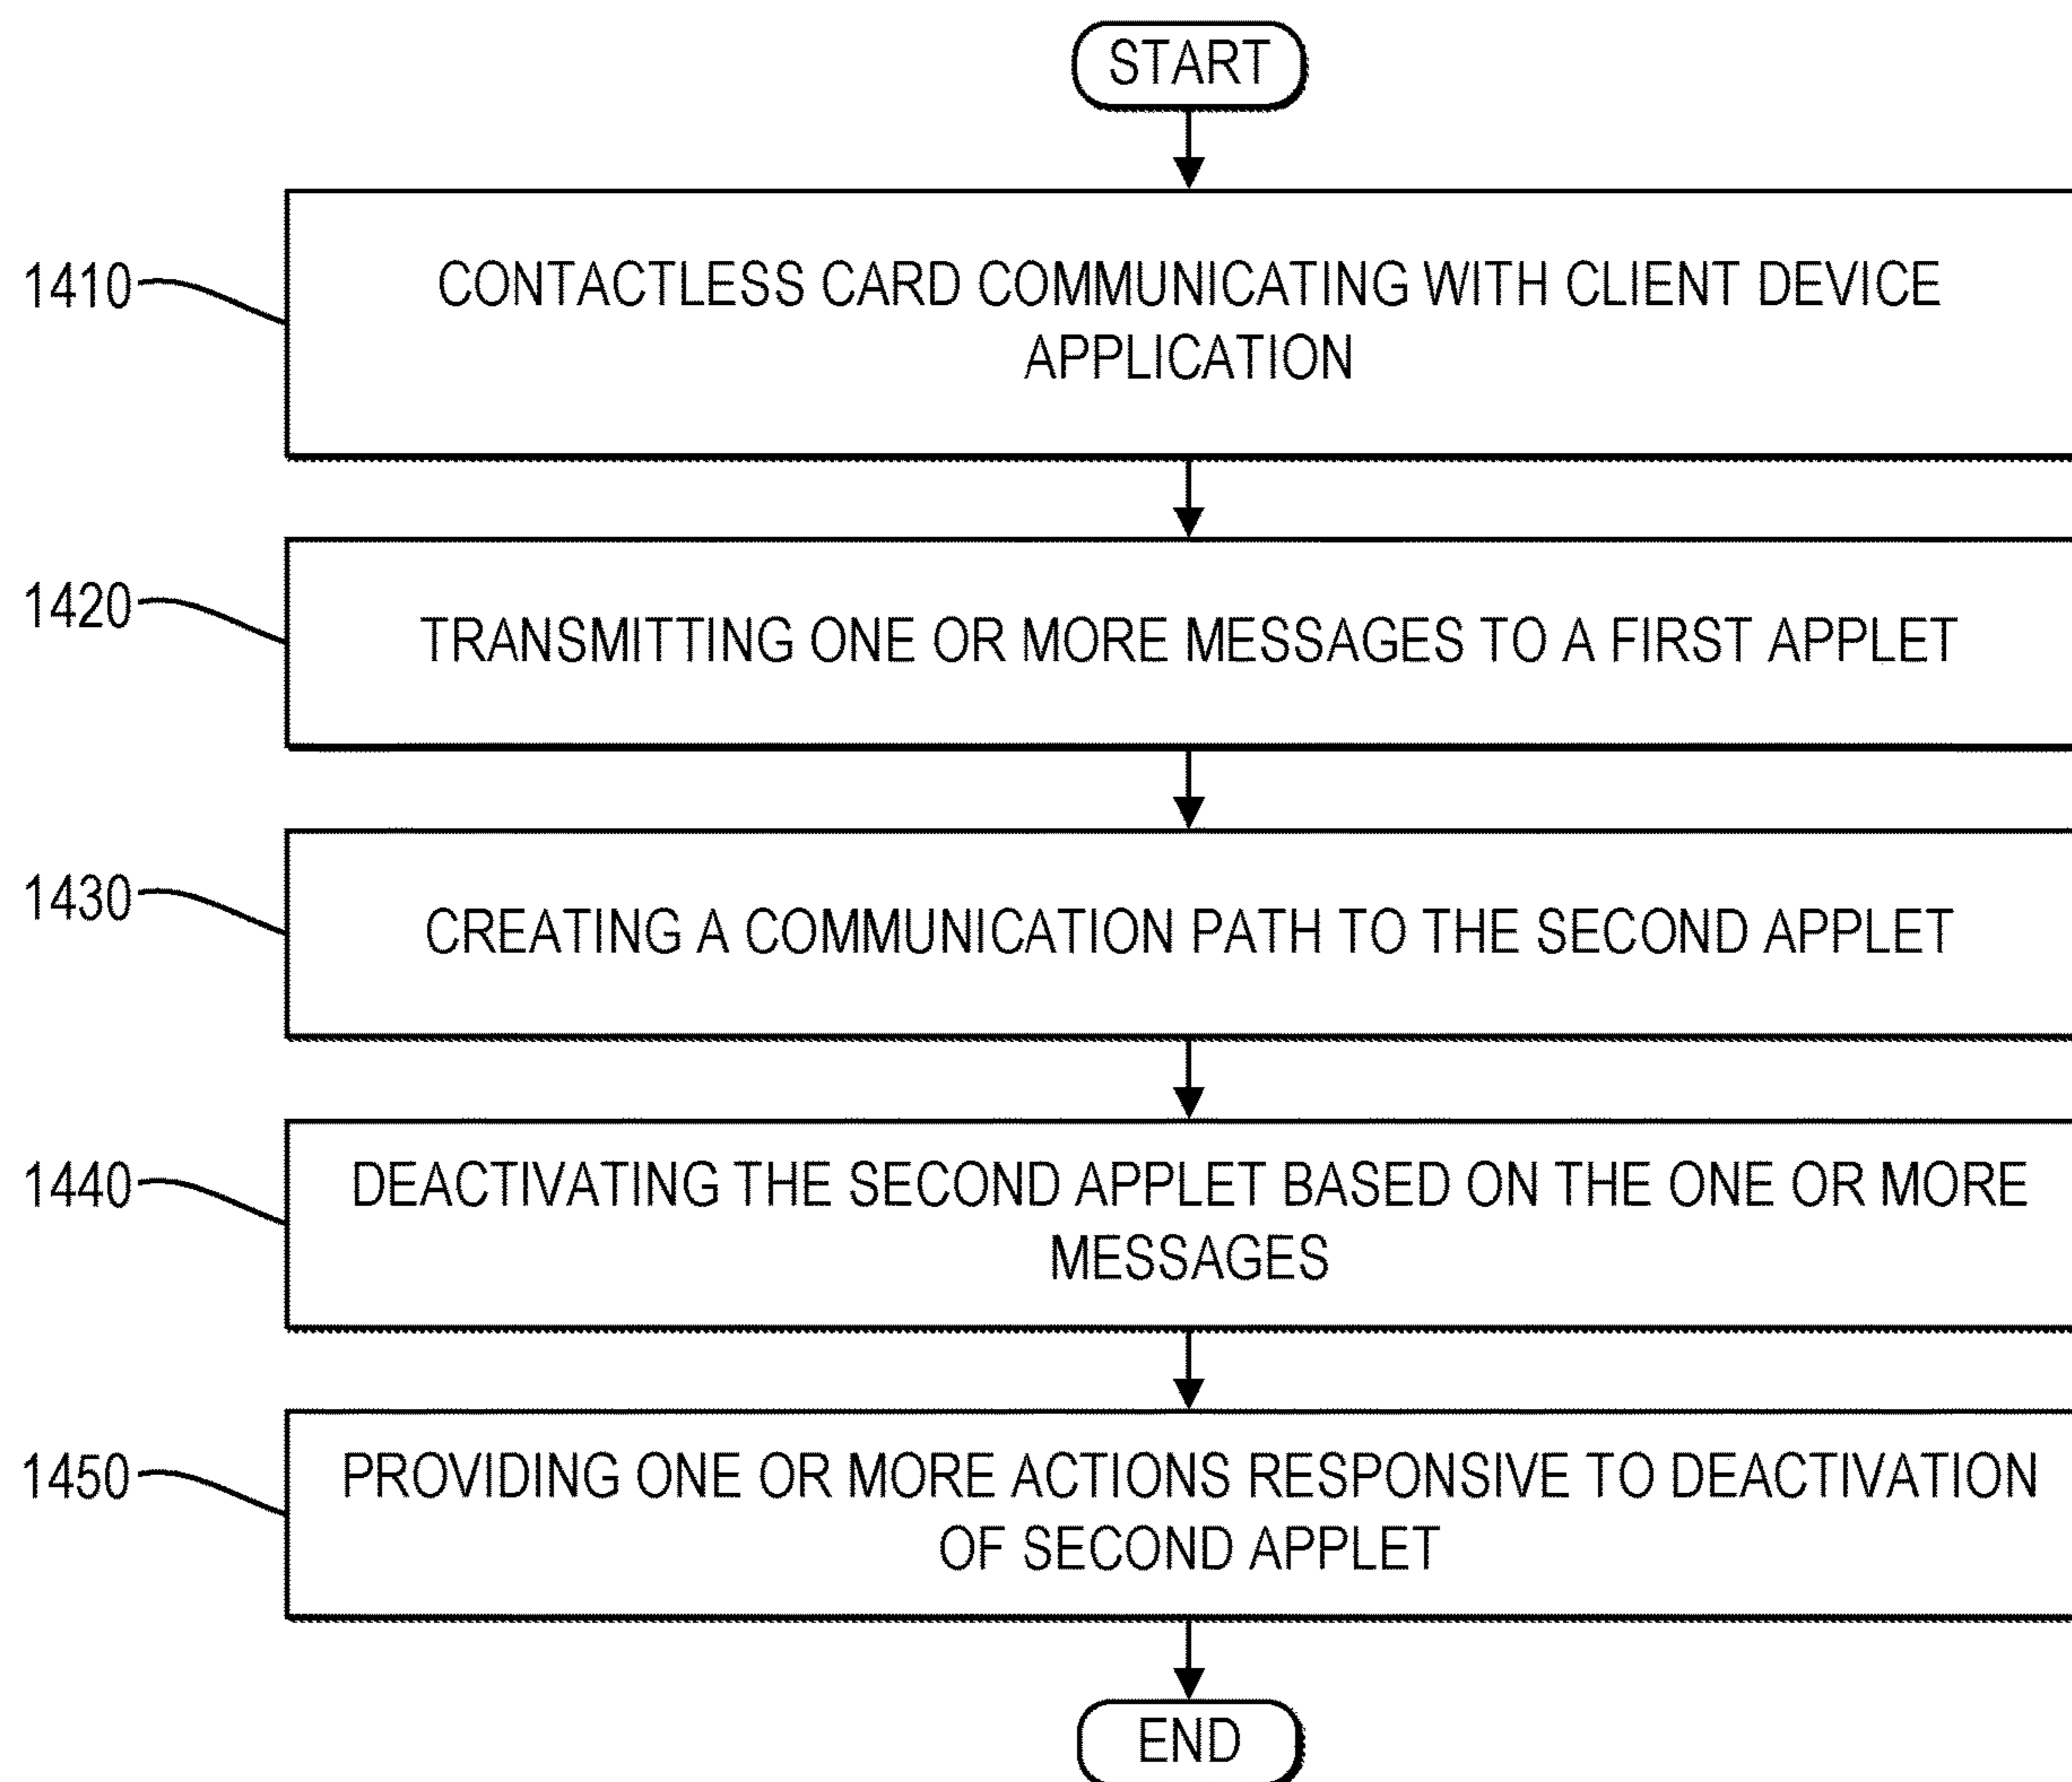 START
1410
CONTACTLESS CARD COMMUNICATING WITH CLIENT DEVICE
APPLICATION
1420
TRANSMITTING ONE OR MORE MESSAGES TO A FIRST APPLET
1430
CREATING A COMMUNICATION PATH TO THE SECOND APPLET
1440
DEACTIVATING THE SECOND APPLET BASED ON THE ONE OR MORE
MESSAGES
1450
PROVIDING ONE OR MORE ACTIONS RESPONSIVE TO DEACTIVATION
OF SECOND APPLET
END